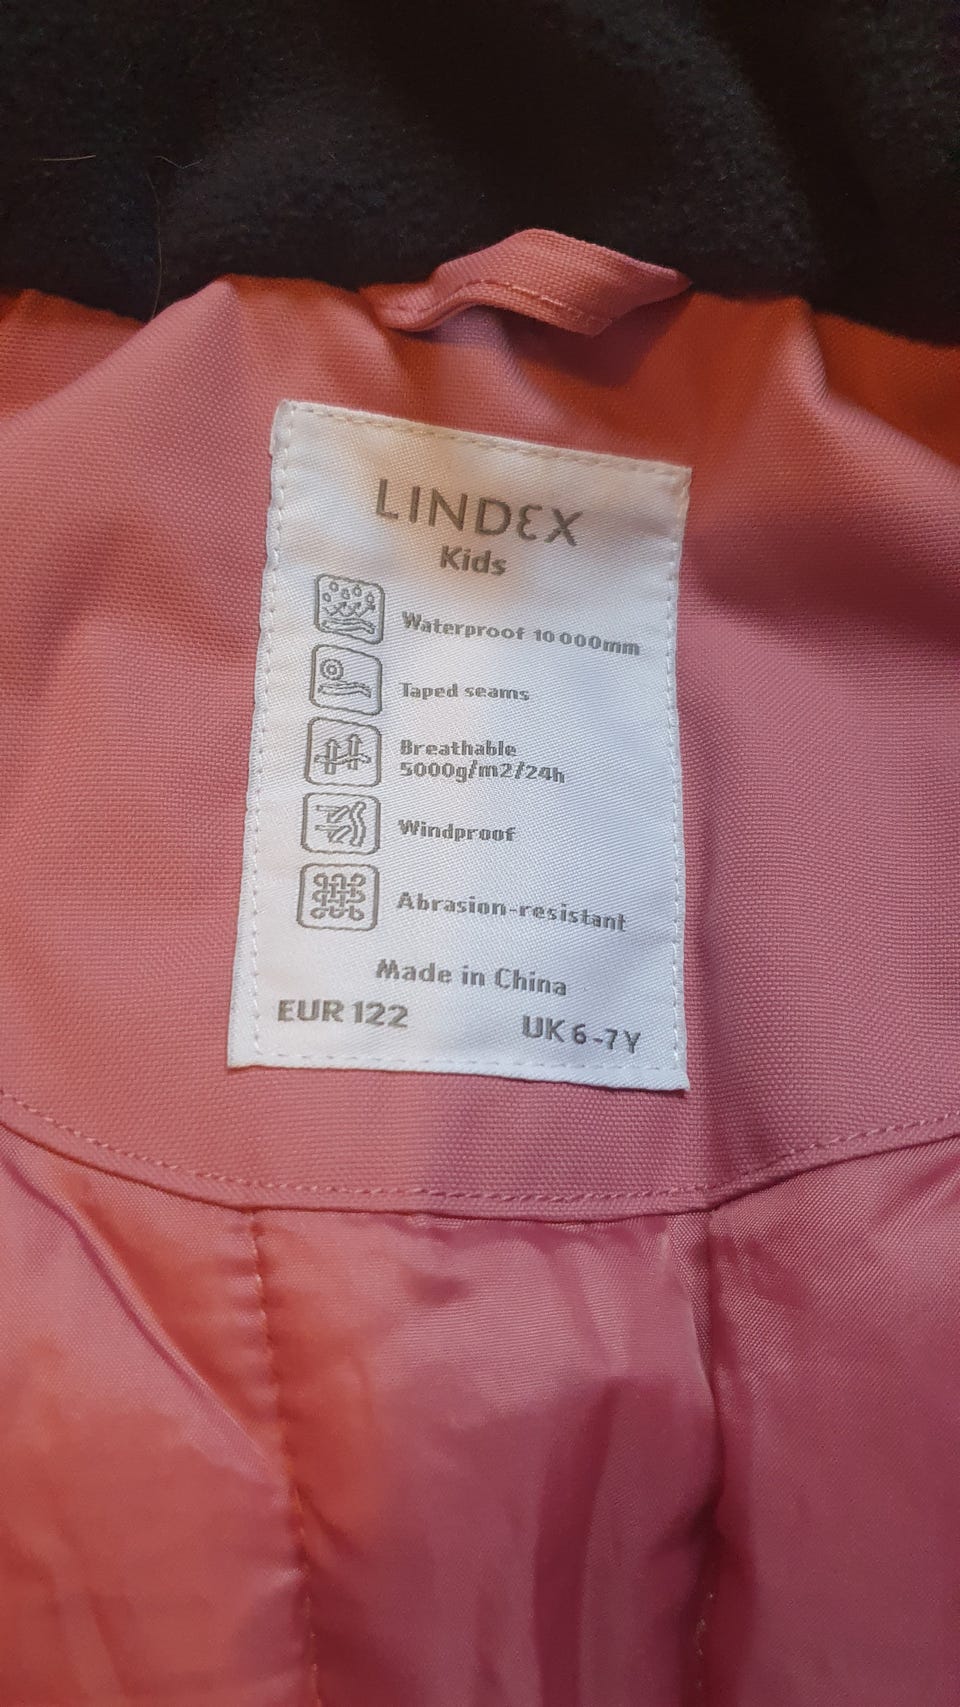 LINDEX
Kids
Waterproof 10 000mm
Taped seams
Breathable
5000g/m2/24h
Windproof
Abrasion-resistant
Made in China
EUR 122 UK 6-7Y